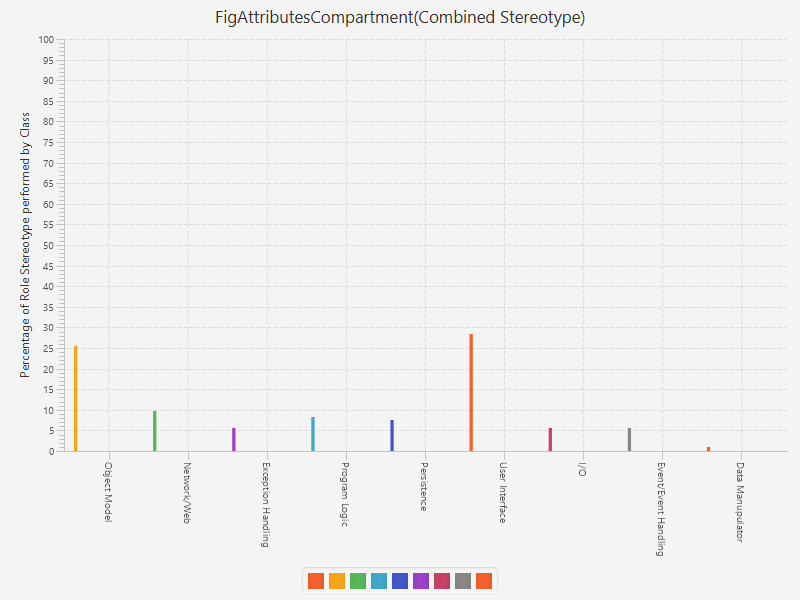 FigAttributesCompartment(Combined Stereotype)
Percentage of Role Stereotype performed by Class
100
95
90
85
80
75
70
65
60
55
50
45
40
35
30
25
20
15
10
5
0
Object Model
Network/Web
Exception Handling
Program Logic
Persistence
User Interface
I/O
Event/Event Handling
Data Manupulator